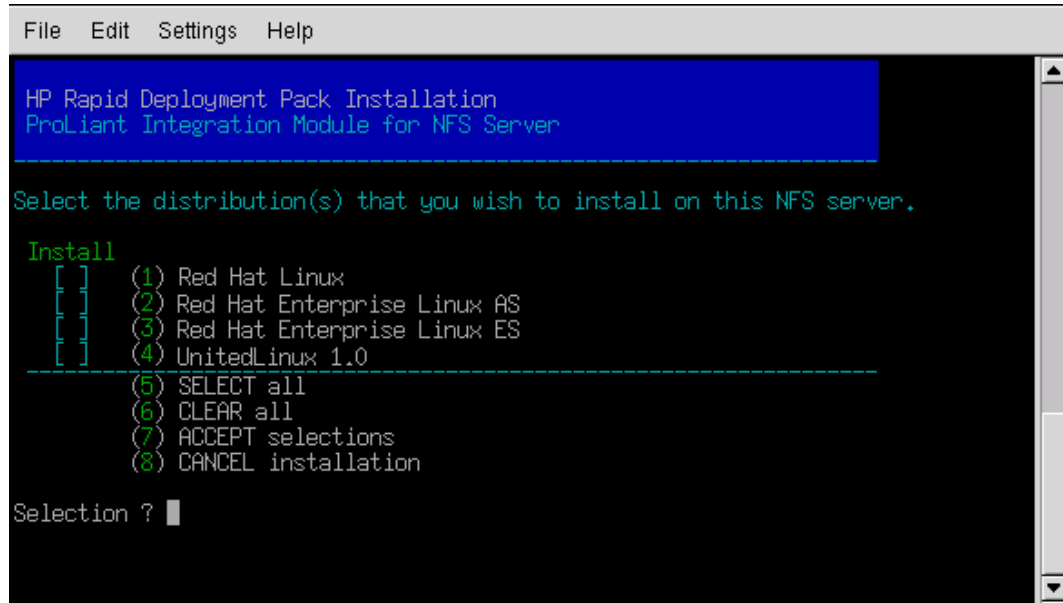 File Edit Settings Help
HP Rapid Deployment Pack Installation
ProLiant Integration Module for NFS Server
Select the distribution(s) that you wish to install on this NFS server.
Install
[ ] (1) Red Hat Linux
[ ] (2) Red Hat Enterprise Linux AS
[ ] (3) Red Hat Enterprise Linux ES
[ ] (4) UnitedLinux 1.0
(5) SELECT all
(6) CLEAR all
(7) ACCEPT selections
(8) CANCEL installation
Selection ?